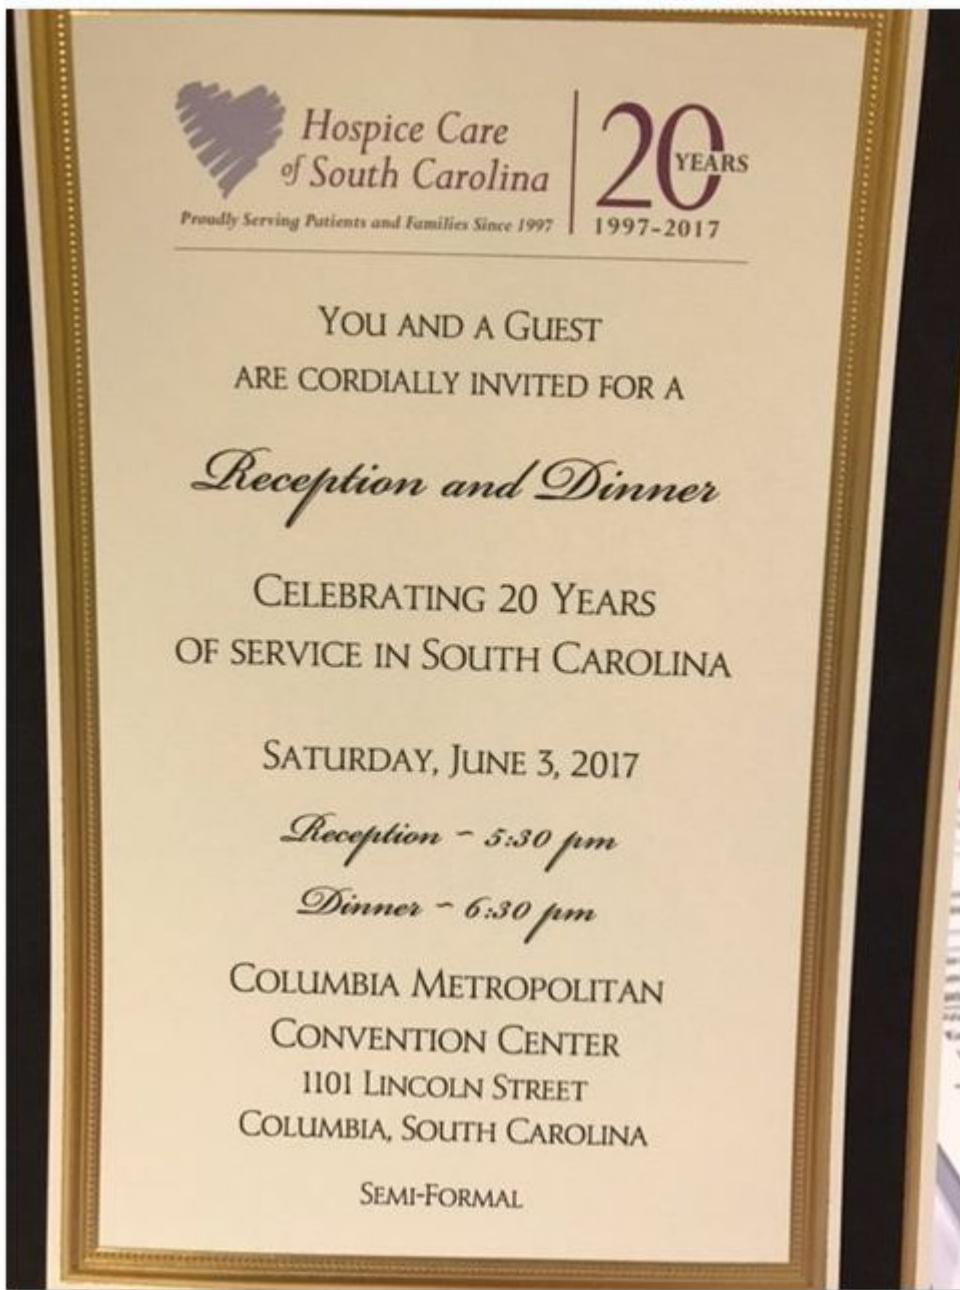 Hospice Care
of South Carolina
Proudly Serving Patients and Families Since 1997
20
YEARS
1997-2017
YOU AND A GUEST
ARE CORDIALLY INVITED FOR A
Reception and Dinner
CELEBRATING 20 YEARS
OF SERVICE IN SOUTH CAROLINA
SATURDAY, JUNE 3, 2017
Reception ~ 5:30 pm
Dinner ~ 6:30 pm
COLUMBIA METROPOLITAN
CONVENTION CENTER
1101 LINCOLN STREET
COLUMBIA, SOUTH CAROLINA
SEMI-FORMAL